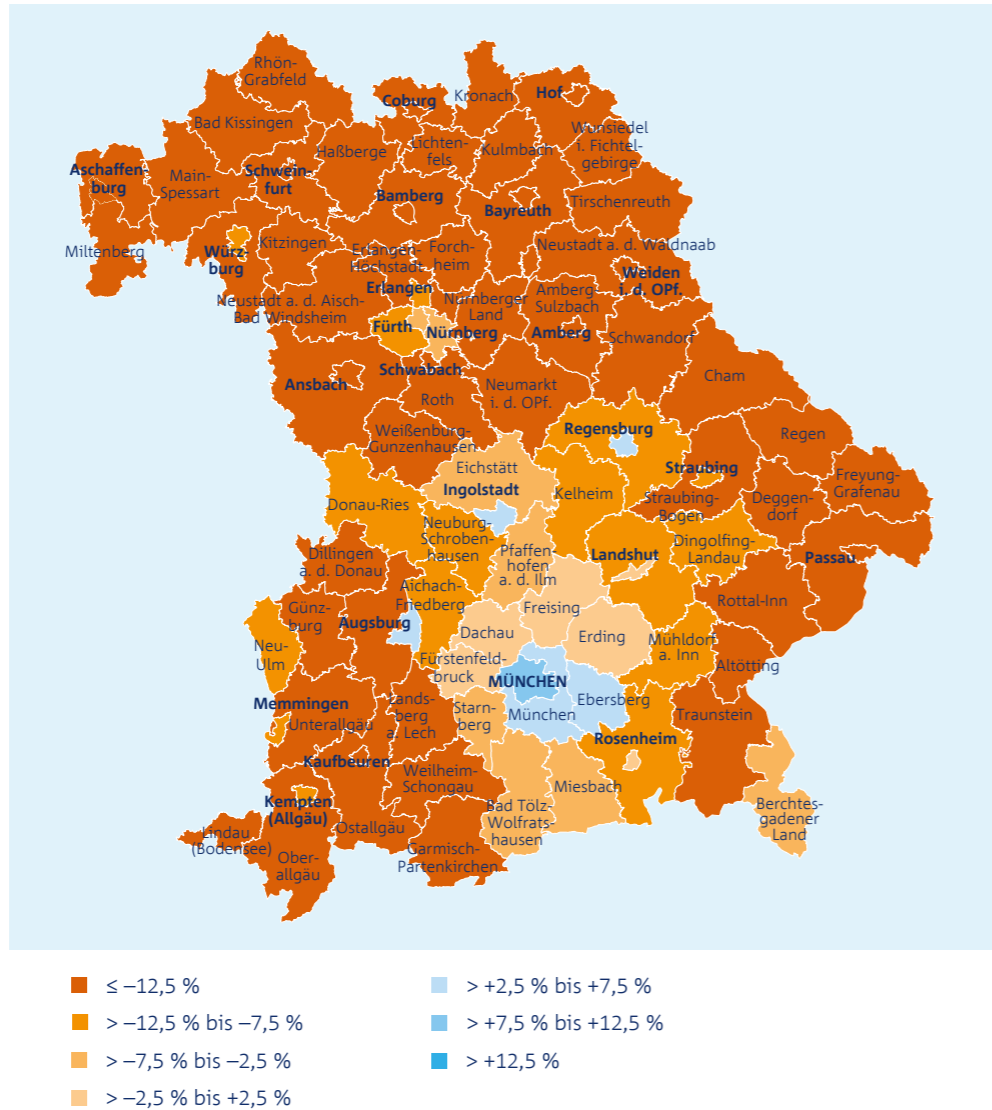 Rhön-
Grabfeld
Coburg
Kronach
Hof
Bad Kissingen
Wunsiedel
i. Fichtel-
gebirge
Haßberge
Lichten-
fels
Kulmbach
Aschaffen-
burg
Main-
Spessart
Schwein-
furt
Bamberg
Bayreuth
Tirschenreuth
Miltenberg
Würz-
burg
Kitzingen
Erlangen-
Höchstadt
Forch-
heim
Neustadt a. d. Waldnaab
Weiden
i. d. OPf.
Erlangen
Neustadt a. d. Aisch-
Bad Windsheim
Nürnberger
Land
Amberg-
Sulzbach
Fürth
Nürnberg
Amberg
Schwandorf
Ansbach
Schwabach
Roth
Neumarkt
i. d. OPf.
Cham
Weißenburg-
Gunzenhausen
Regensburg
Regen
Eichstätt
Ingolstadt
Straubing
Freyung-
Grafenau
Donau-Ries
Kelheim
Straubing-
Bogen
Deggen-
dorf
Neuburg-
Schroben-
hausen
Dillingen
a. d. Donau
Pfaffen-
hofen
a. d. Ilm
Landshut
Dingolfing-
Landau
Passau
Aichach-
Friedberg
Günz-
burg
Augsburg
Freising
Rottal-Inn
Dachau
Erding
Neu-
Ulm
Mühldorf
a. Inn
Altötting
Fürstenfeld-
bruck
MÜNCHEN
Memmingen
Unterallgäu
Lands-
berg
a. Lech
Starn-
berg
München
Ebersberg
Traunstein
Rosenheim
Kaufbeuren
Weilheim-
Schongau
Miesbach
Kempten
(Allgäu)
Ostallgäu
Bad Tölz-
Wolfrats-
hausen
Berchtes-
gadener
Land
Lindau
(Bodensee)
Ober-
allgäu
Garmisch-
Partenkirchen
≤ –12,5 %
> –12,5 % bis –7,5 %
> –7,5 % bis –2,5 %
> –2,5 % bis +2,5 %
> +2,5 % bis +7,5 %
> +7,5 % bis +12,5 %
> +12,5 %